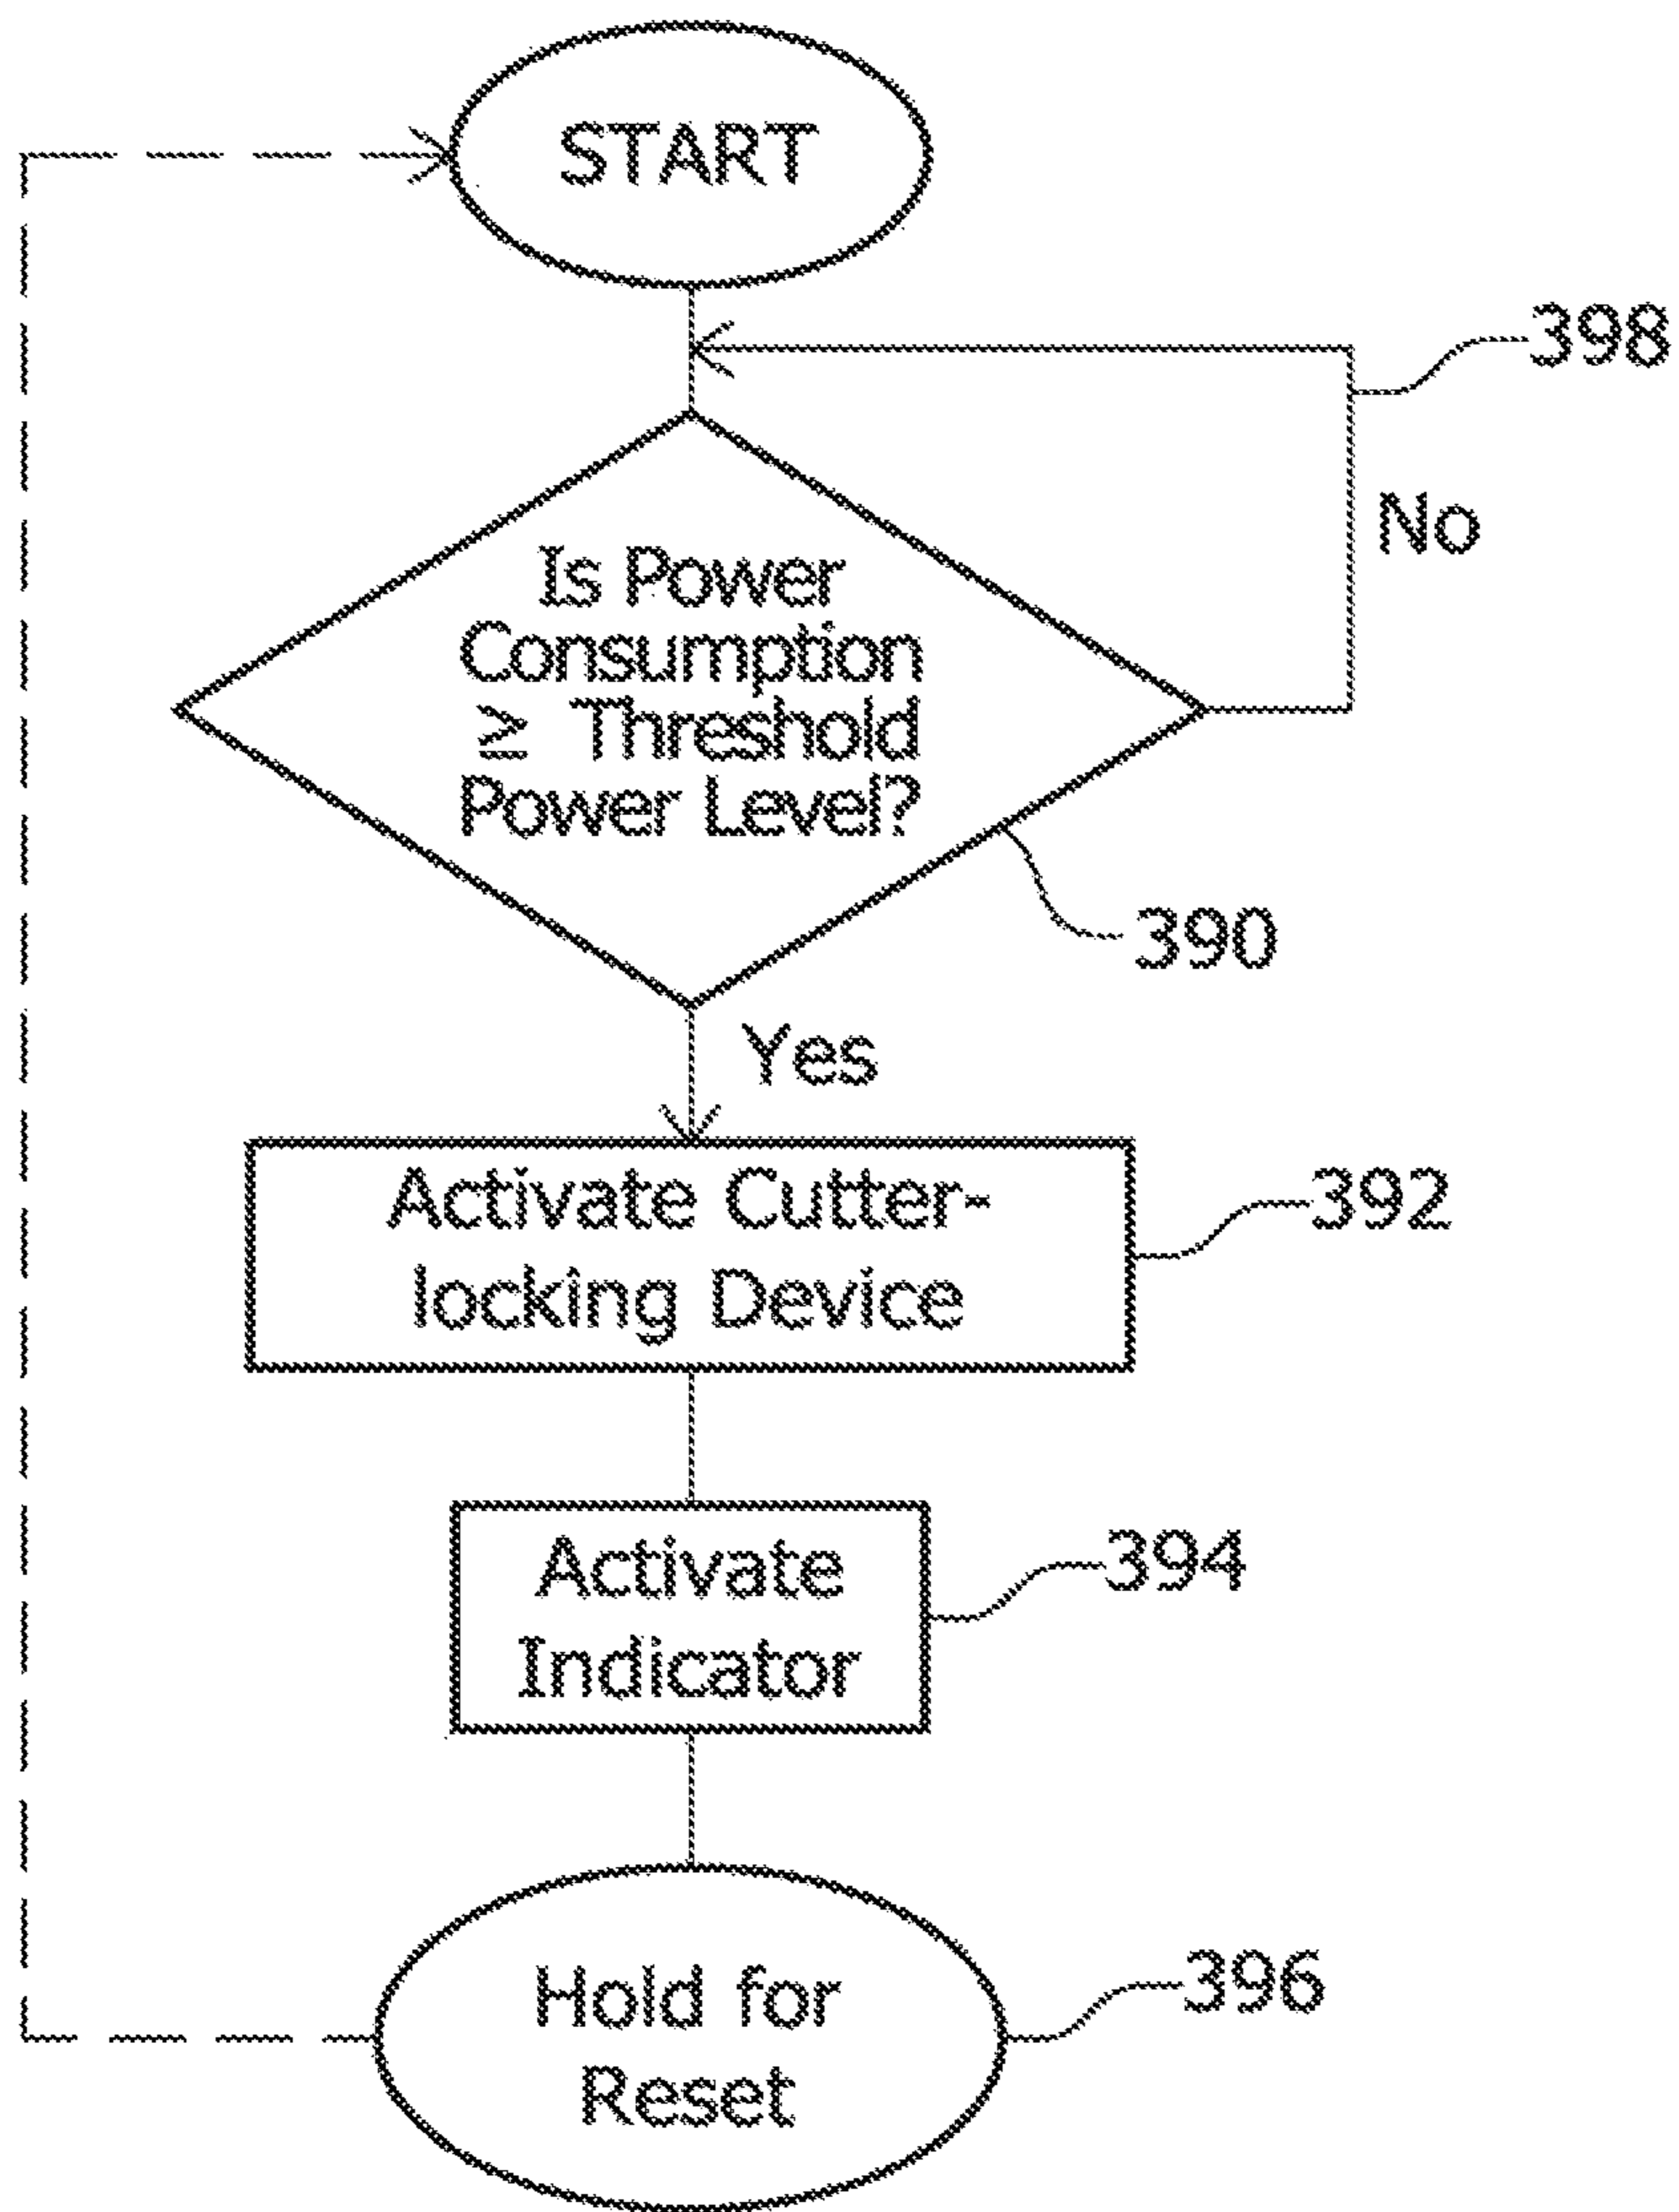 START
398
No
Is Power
Consumption
≥ Threshold
Power Level?
390
Yes
Activate Cutter-
locking Device
392
Activate
Indicator
394
Hold for
Reset
396